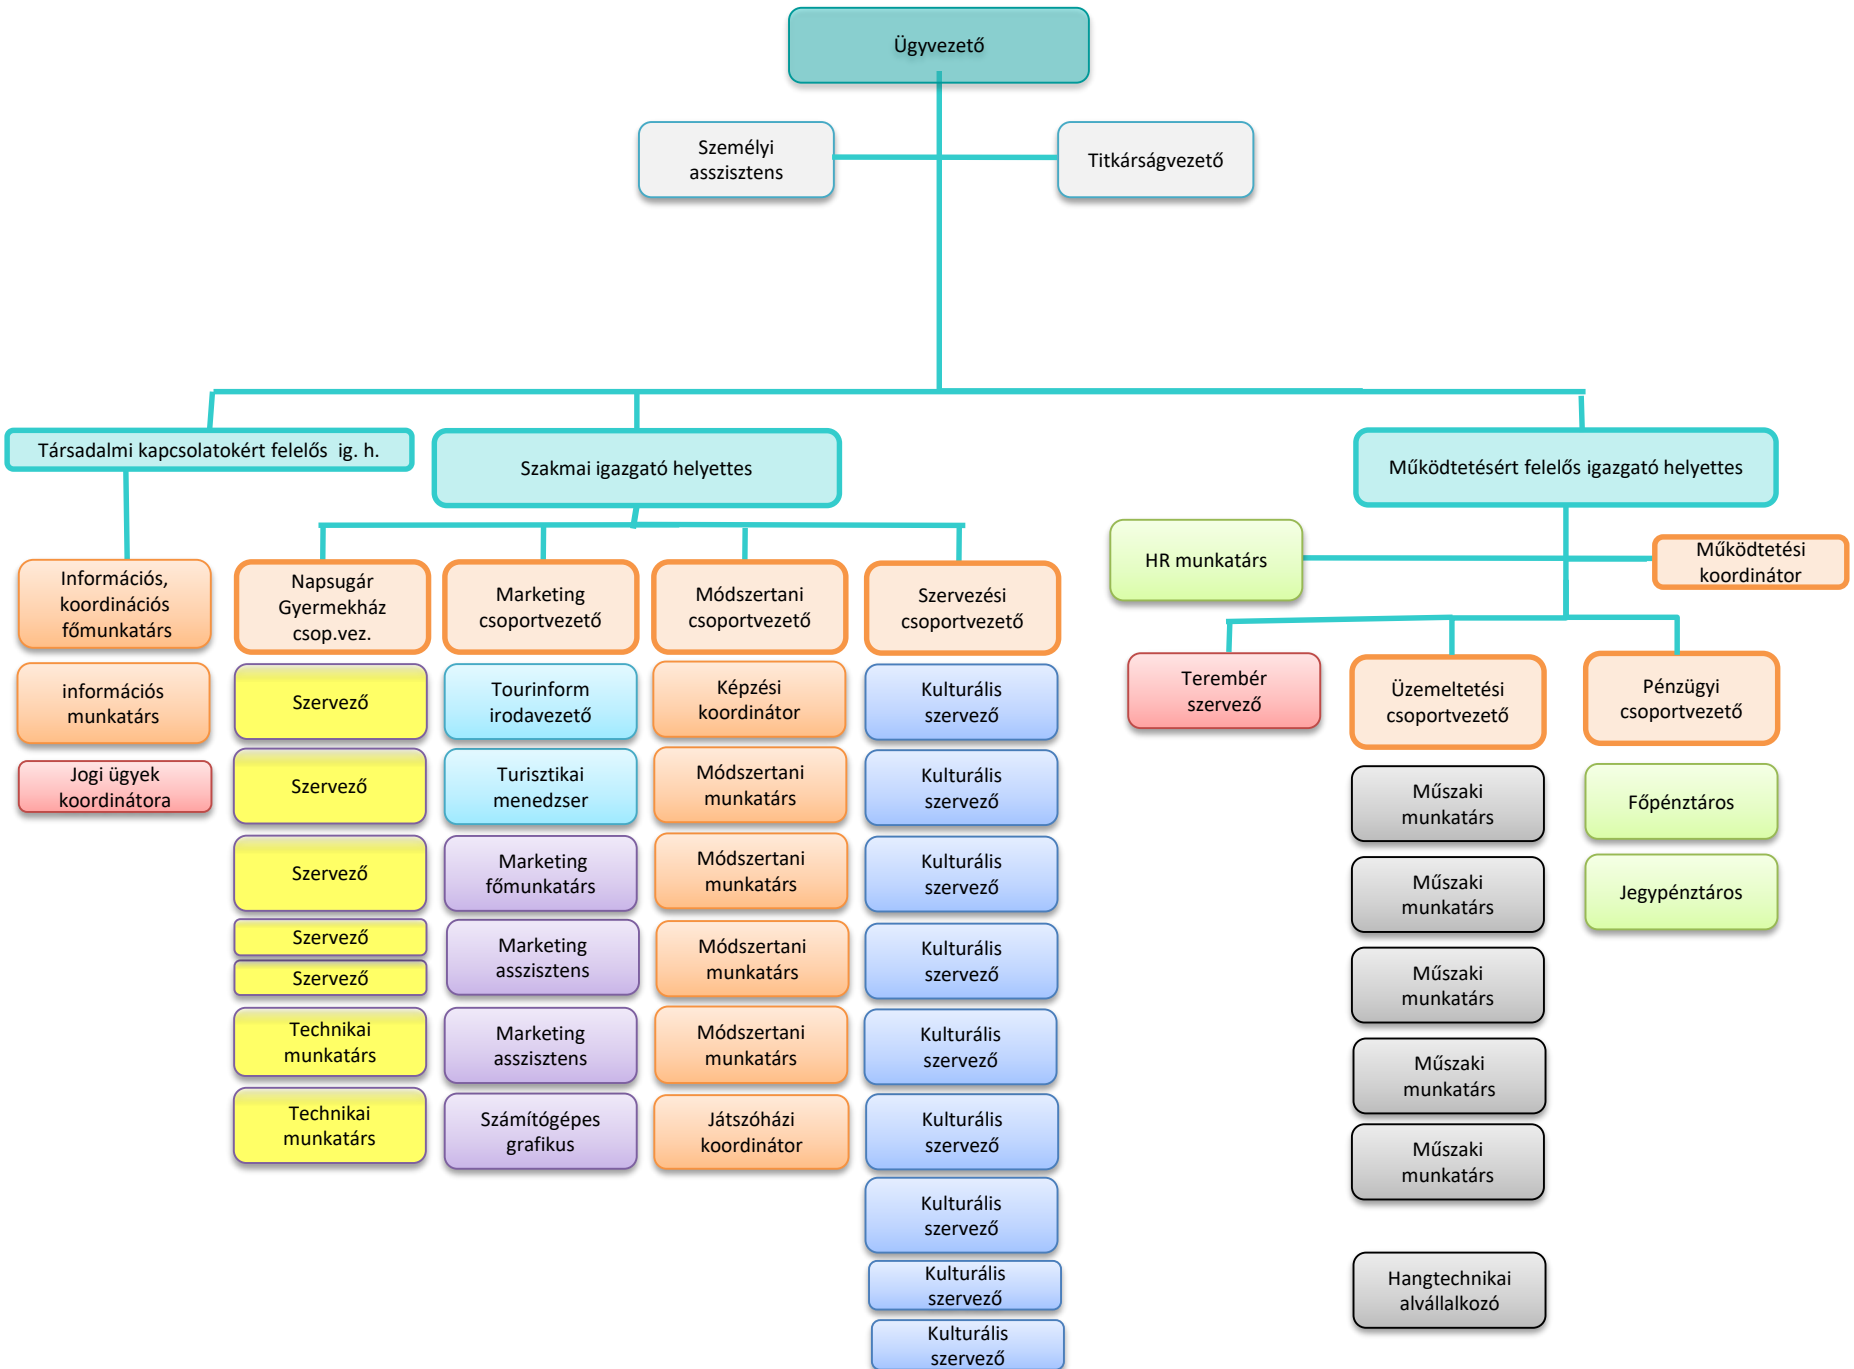 Ügyvezető
Személyi
asszisztens
Titkárságvezető
Társadalmi kapcsolatokért felelős ig. h.
Szakmai igazgató helyettes
Működtetésért felelős igazgató helyettes
HR munkatárs
Működtetési
koordinátor
Információs,
koordinációs
főmunkatárs
információs
munkatárs
Jogi ügyek
koordinátora
Napsugár
Gyermekház
csop.vez.
Szervező
Szervező
Szervező
Szervező
Szervező
Technikai
munkatárs
Technikai
munkatárs
Marketing
csoportvezető
Tourinform
irodavezető
Turisztikai
menedzser
Marketing
főmunkatárs
Marketing
asszisztens
Marketing
asszisztens
Számítógépes
grafikus
Módszertani
csoportvezető
Képzési
koordinátor
Módszertani
munkatárs
Módszertani
munkatárs
Módszertani
munkatárs
Módszertani
munkatárs
Játszóházi
koordinátor
Szervezési
csoportvezető
Kulturális
szervező
Kulturális
szervező
Kulturális
szervező
Kulturális
szervező
Kulturális
szervező
Kulturális
szervező
Kulturális
szervező
Kulturális
szervező
Kulturális
szervező
Terembér
szervező
Üzemeltetési
csoportvezető
Műszaki
munkatárs
Műszaki
munkatárs
Műszaki
munkatárs
Műszaki
munkatárs
Műszaki
munkatárs
Hangtechnikai
alvállalkozó
Pénzügyi
csoportvezető
Főpénztáros
Jegypénztáros